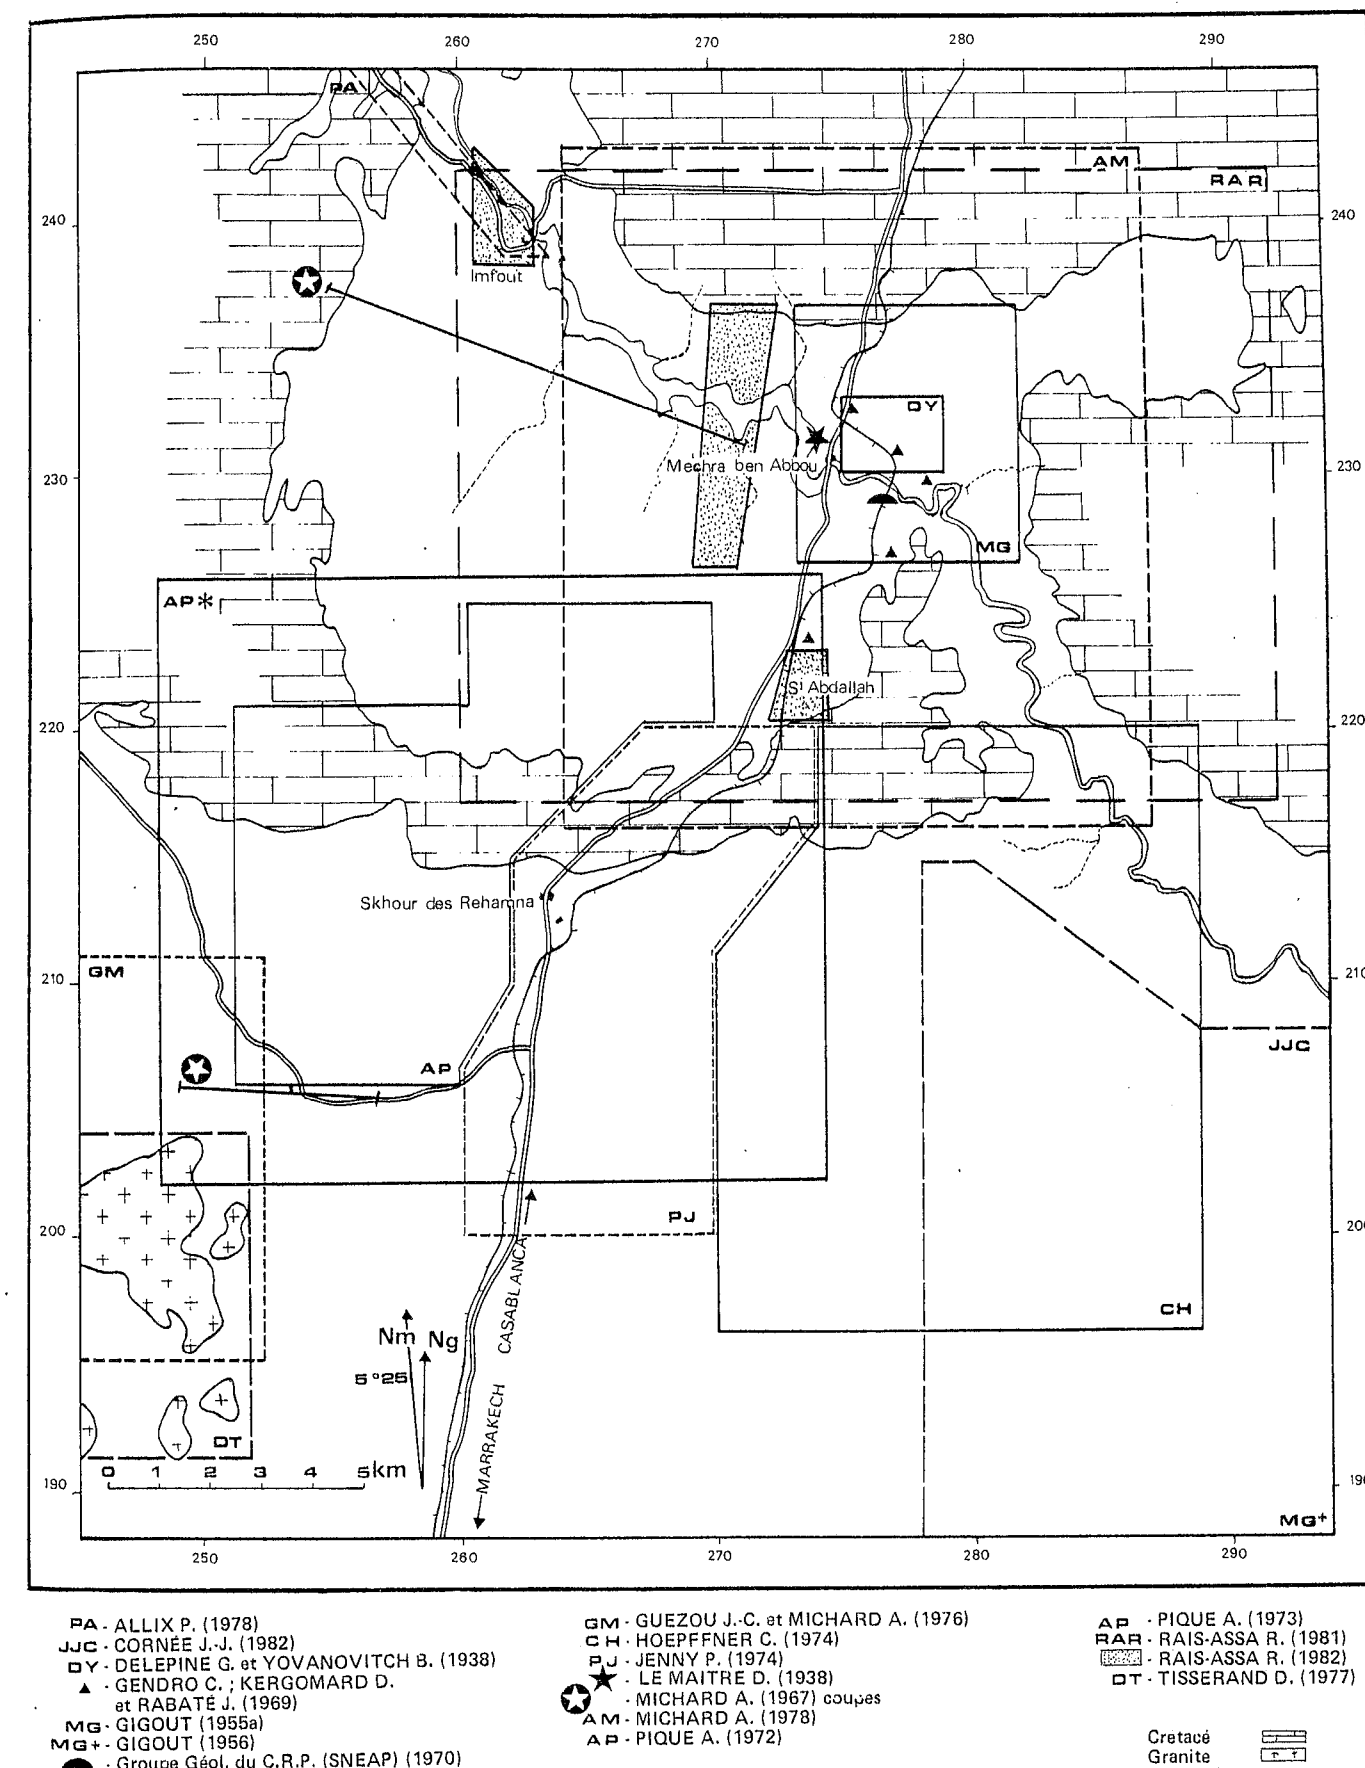 250 260 270 280 290
PA
AM
RAR
240 240
Imfout
DY
Mechra ben Abbou
230 230
MG
AP*
Sᴵ Abdallah
220 220
Skhour des Rehamna
GM
210 210
JJC
AP
PJ
200 200
CH
Nm Ng
5°25
MARRAKECH CASABLANCA
DT
0 1 2 3 4 5km
190 190
MG+
250 260 270 280 290
PA - ALLIX P. (1978)
JJC - CORNÉE J.-J. (1982)
DY - DELEPINE G. et YOVANOVITCH B. (1938)
▲ - GENDRO C. ; KERGOMARD D.
et RABATÉ J. (1969)
MG - GIGOUT (1955a)
MG+ - GIGOUT (1956)
- Groupe Géol. du C.R.P. (SNEAP) (1970)
GM - GUEZOU J.-C. et MICHARD A. (1976)
CH - HOEPFFNER C. (1974)
PJ - JENNY P. (1974)
★ - LE MAITRE D. (1938)
- MICHARD A. (1967) coupes
AM - MICHARD A. (1978)
AP - PIQUE A. (1972)
AP - PIQUE A. (1973)
RAR - RAIS-ASSA R. (1981)
- RAIS-ASSA R. (1982)
DT - TISSERAND D. (1977)
Crétacé
Granite